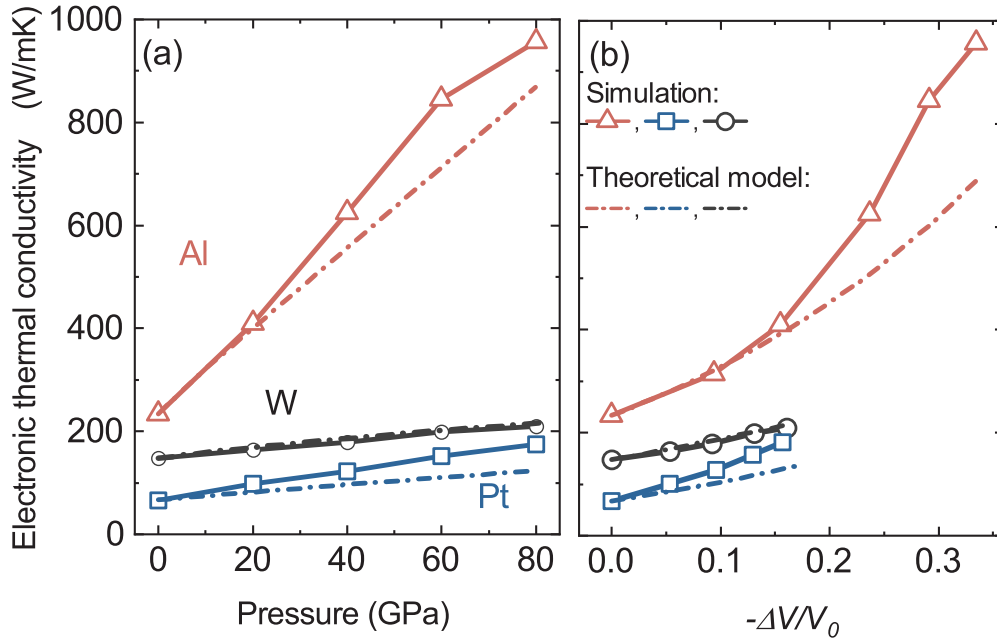 Electronic thermal conductivity (W/mK)
1000
800
600
400
200
0
(a)
Al
W
Pt
0 20 40 60 80
Pressure (GPa)
(b)
Simulation:
, ,
Theoretical model:
, ,
0.0 0.1 0.2 0.3
-ΔV/V₀